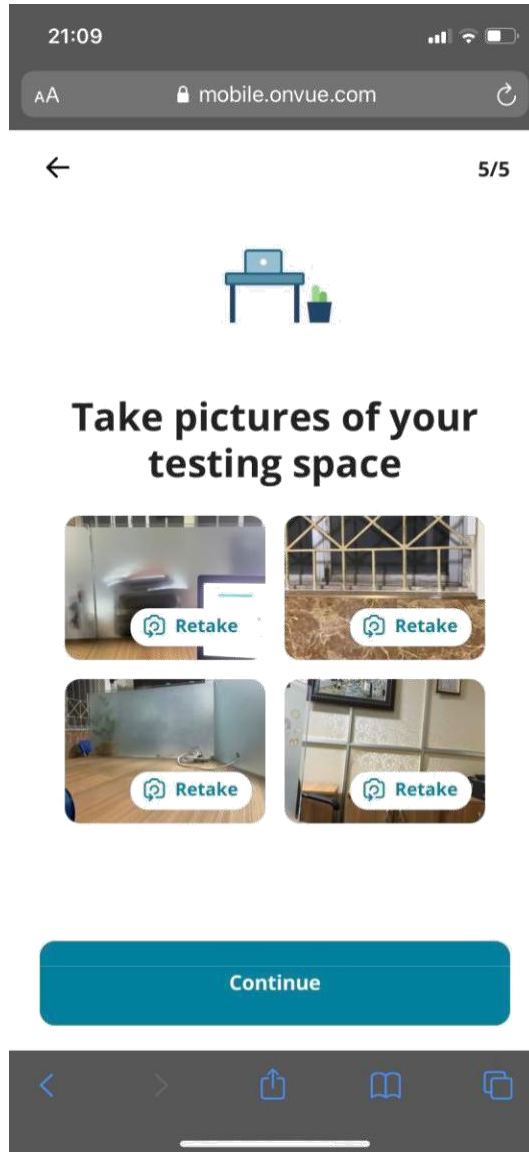 21:09
AA mobile.onvue.com
5/5
Take pictures of your
testing space
Retake Retake
Retake Retake
Continue